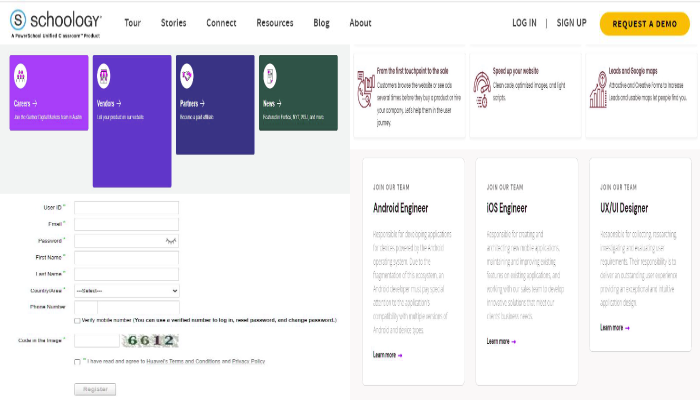 schoology®
A PowerSchool Unified Classroom™ Product
Tour
Stories
Connect
Resources
Blog
About
LOG IN | SIGN UP
REQUEST A DEMO
Careers →
Join the Gartner Digital Markets team in Austin
Vendors →
List your product on our website.
Partners →
Become a paid affiliate.
News →
Featured in Forbes, NYT, WSJ, and more.
From the first touchpoint to the sale
Customers browse the website or see ads
several times before they buy a product or hire
your company. Let's help them in the user
journey.
Speed up your website
Clean code, optimized images, and light
scripts.
Leads and Google maps
Attractive and Creative Forms to increase
Leads and usable maps let people find you.
User ID *
Email *
Password *
First Name *
Last Name *
Country/Area * ---Select---
Phone Number
Verify mobile number (You can use a verified number to log in, reset password, and change password.)
Code in the Image * 6612
* I have read and agree to Huawei's Terms and Conditions and Privacy Policy
Register
JOIN OUR TEAM
Android Engineer
Responsible for developing applications
for devices powered by the Android
operating system. Due to the
fragmentation of this ecosystem, an
Android developer must pay special
attention to the application's
compatibility with multiple versions of
Android and device types.
Learn more →
JOIN OUR TEAM
iOS Engineer
Responsible for creating and
architecting new mobile applications,
maintaining and improving existing
features on existing applications, and
working with our sales team to develop
innovative solutions that meet our
clients' business needs.
Learn more →
JOIN OUR TEAM
UX/UI Designer
Responsible for collecting, researching,
investigating and evaluating user
requirements. Their responsibility is to
deliver an outstanding user experience
providing an exceptional and intuitive
application design.
Learn more →